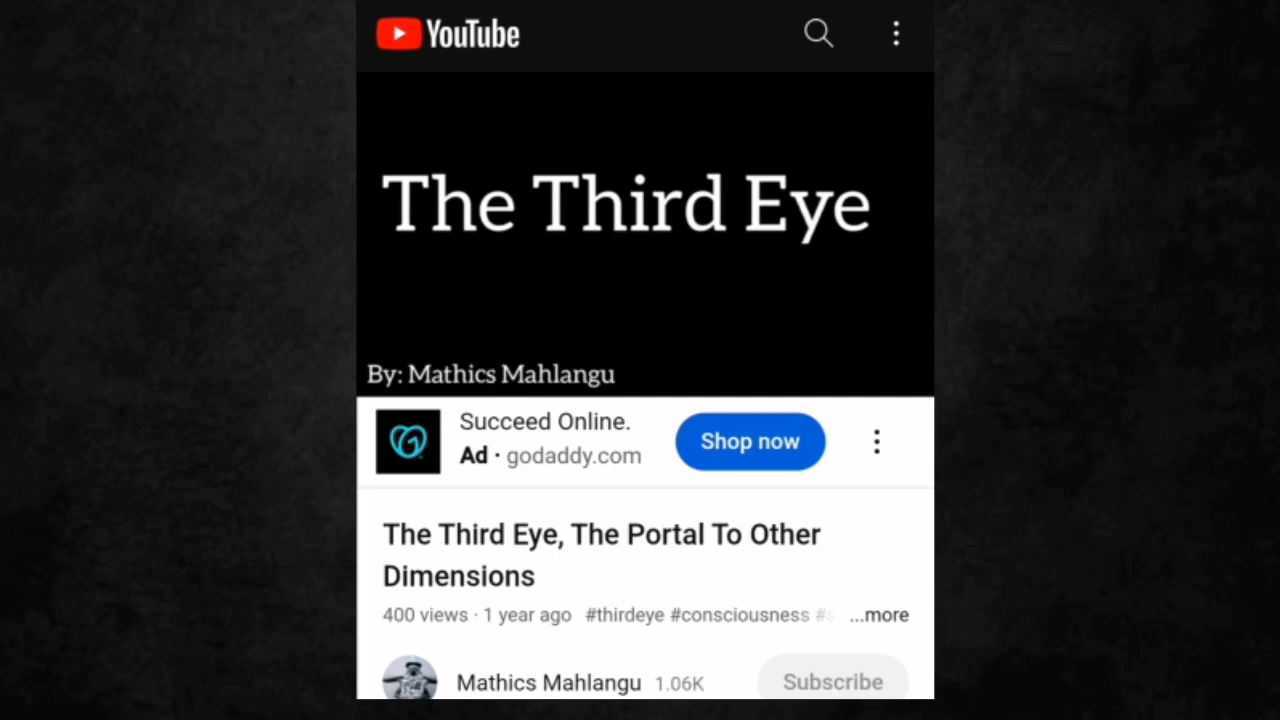 YouTube
The Third Eye
By: Mathics Mahlangu
Succeed Online.
Shop now
Ad · godaddy.com
The Third Eye, The Portal To Other
Dimensions
400 views · 1 year ago #thirdeye #consciousness #s ...more
Mathics Mahlangu 1.06K Subscribe